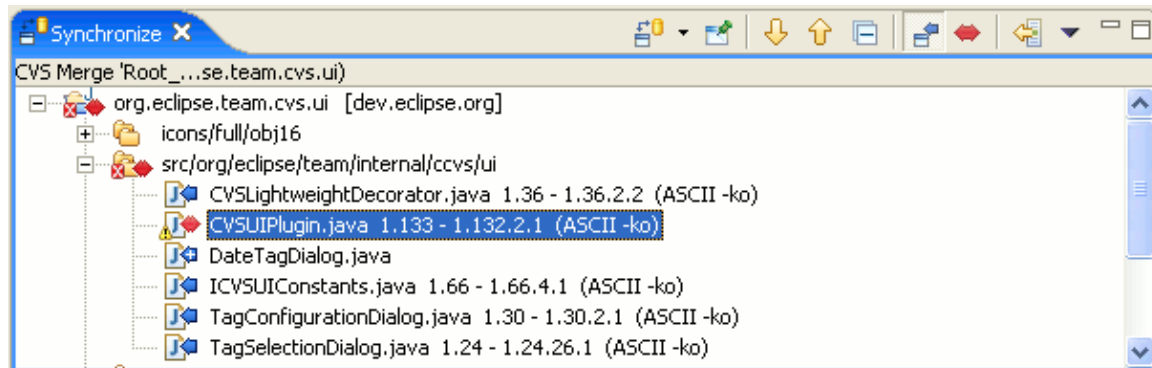 Synchronize
CVS Merge 'Root_...se.team.cvs.ui)
org.eclipse.team.cvs.ui [dev.eclipse.org]
icons/full/obj16
src/org/eclipse/team/internal/ccvs/ui
CVSLightweightDecorator.java 1.36 - 1.36.2.2 (ASCII -ko)
CVSUIPlugin.java 1.133 - 1.132.2.1 (ASCII -ko)
DateTagDialog.java
ICVSUIConstants.java 1.66 - 1.66.4.1 (ASCII -ko)
TagConfigurationDialog.java 1.30 - 1.30.2.1 (ASCII -ko)
TagSelectionDialog.java 1.24 - 1.24.26.1 (ASCII -ko)